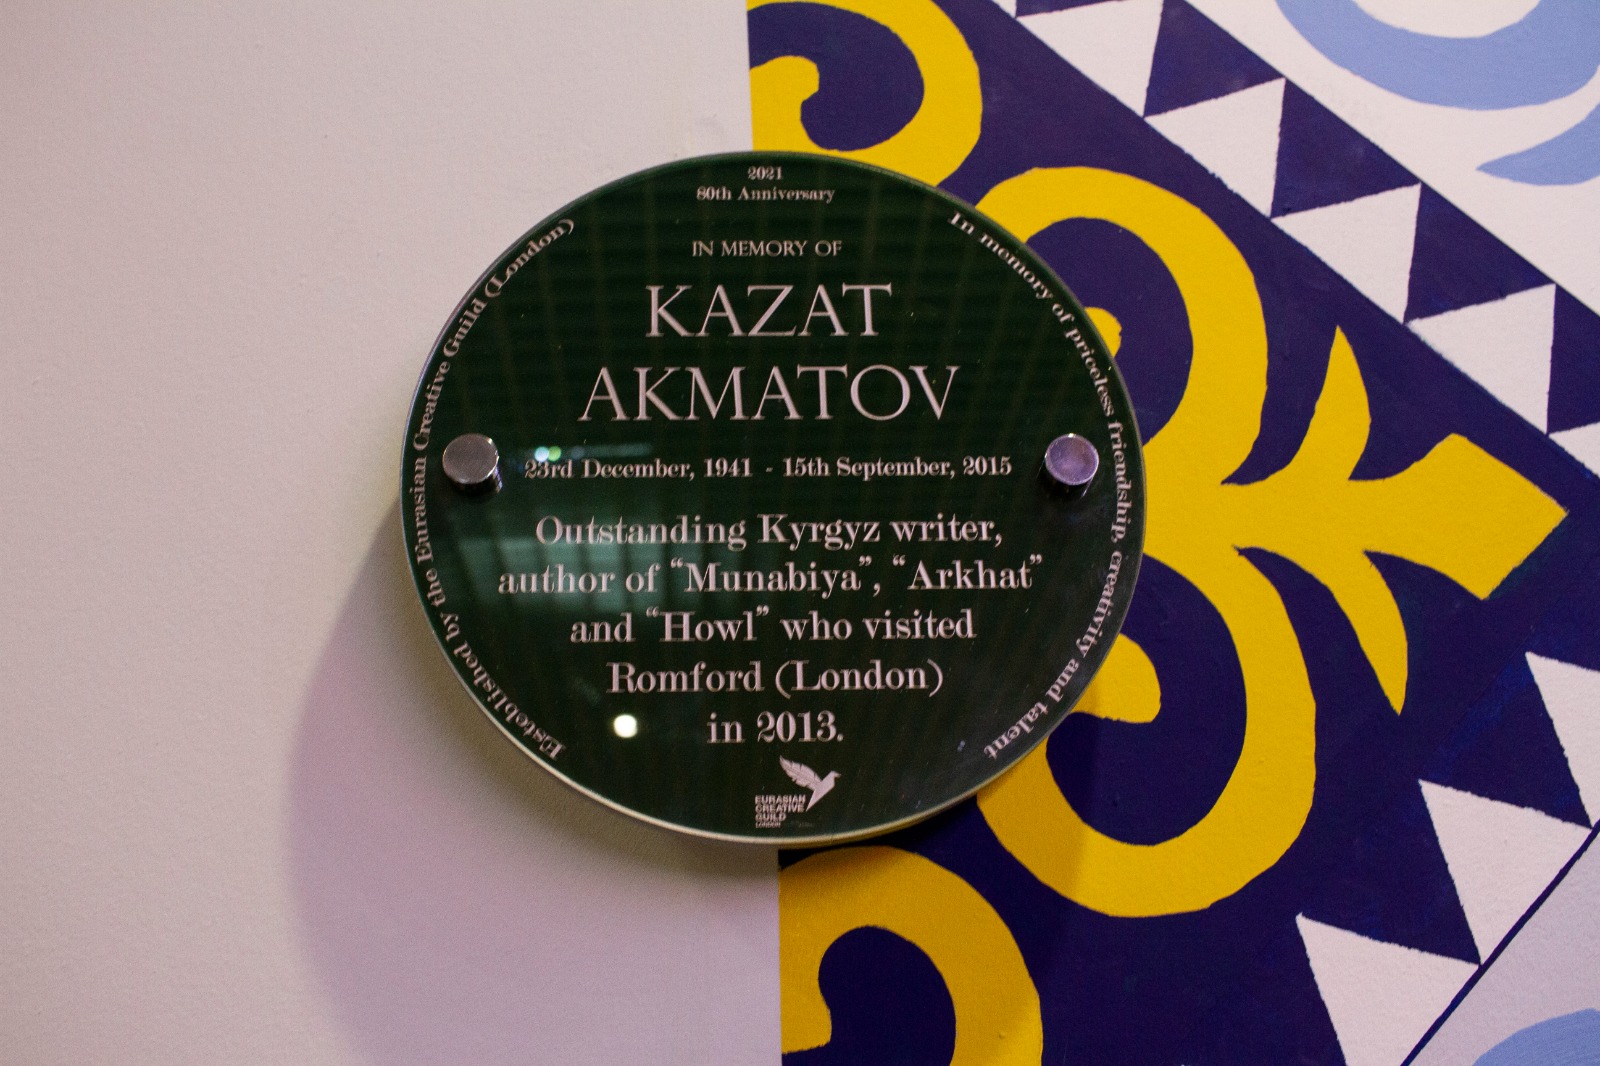 2021
80th Anniversary
IN MEMORY OF
KAZAT
AKMATOV
23rd December, 1941 - 15th September, 2015
Outstanding Kyrgyz writer,
author of “Munabiya”, “Arkhat”
and “Howl” who visited
Romford (London)
in 2013.
EURASIAN
CREATIVE
GUILD
LONDON
Esteblished by the Eurasian Creative Guild (London)
In memory of priceless friendship, creativity and talent